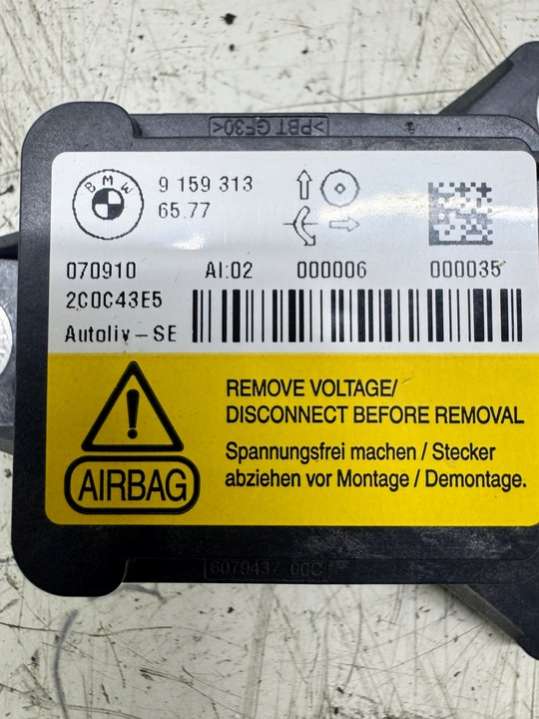 >PBT GF30<
BMW
9 159 313
65.77
070910 AI:02 000006 000035
2C0C43E5
Autoliv-SE
REMOVE VOLTAGE/
DISCONNECT BEFORE REMOVAL
Spannungsfrei machen / Stecker
abziehen vor Montage / Demontage.
AIRBAG